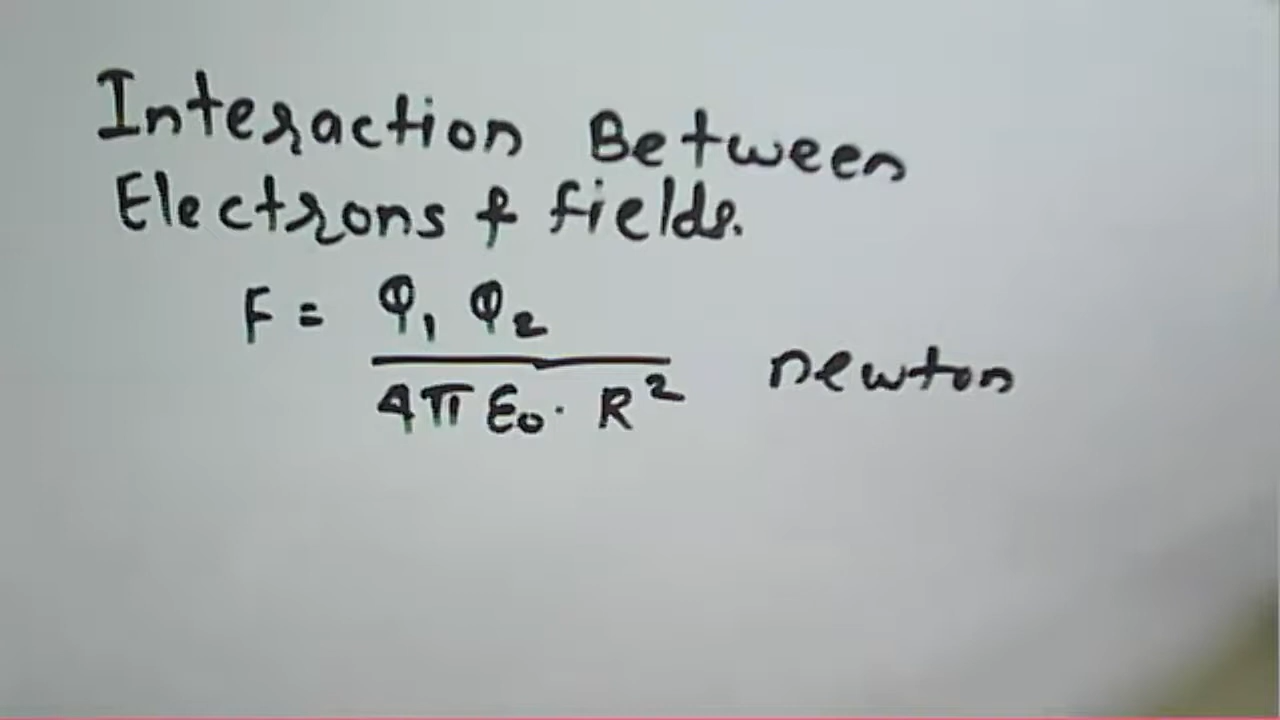 Interaction Between
Electrons & fields.
F = Q₁ Q₂ / 4π ε₀ · R² newton